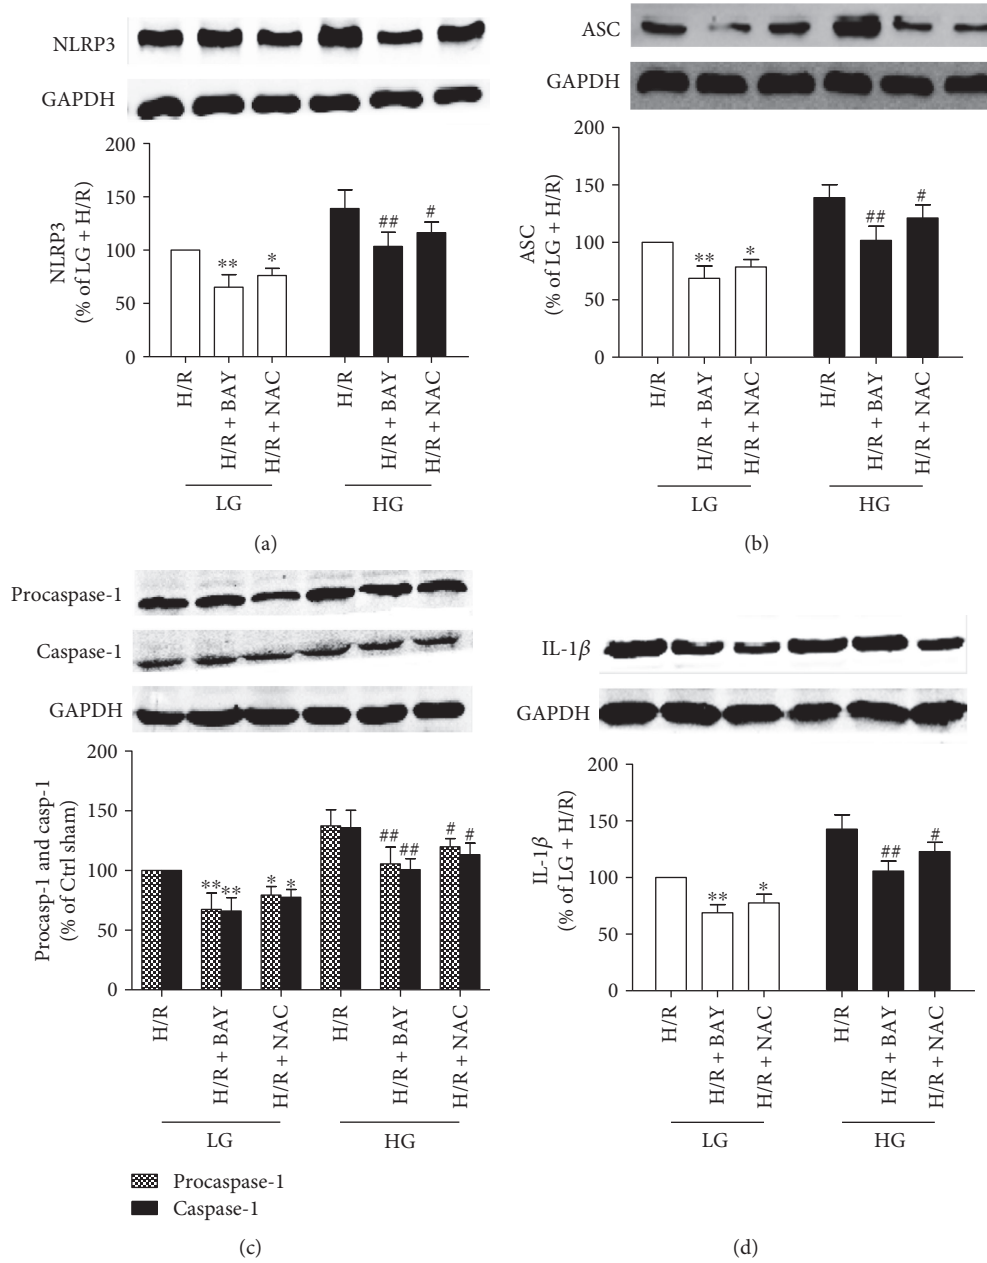 NLRP3
GAPDH
200
150
100
50
0
NLRP3
(% of LG + H/R)
** * ## #
H/R
H/R + BAY
H/R + NAC
H/R
H/R + BAY
H/R + NAC
LG HG
(a)
ASC
GAPDH
200
150
100
50
0
ASC
(% of LG + H/R)
** * ## #
H/R
H/R + BAY
H/R + NAC
H/R
H/R + BAY
H/R + NAC
LG HG
(b)
Procaspase-1
Caspase-1
GAPDH
200
150
100
50
0
Procasp-1 and casp-1
(% of Ctrl sham)
** ** * * ## ## # #
H/R
H/R + BAY
H/R + NAC
H/R
H/R + BAY
H/R + NAC
LG HG
Procaspase-1
Caspase-1
(c)
IL-1β
GAPDH
200
150
100
50
0
IL-1β
(% of LG + H/R)
** * ## #
H/R
H/R + BAY
H/R + NAC
H/R
H/R + BAY
H/R + NAC
LG HG
(d)